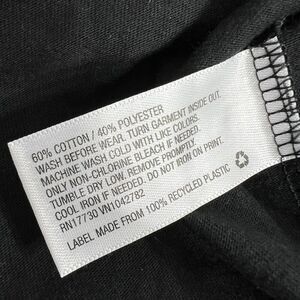 60% COTTON / 40% POLYESTER
WASH BEFORE WEAR. TURN GARMENT INSIDE OUT.
MACHINE WASH COLD WITH LIKE COLORS.
ONLY NON-CHLORINE BLEACH IF NEEDED.
TUMBLE DRY LOW. REMOVE PROMPTLY.
COOL IRON IF NEEDED. DO NOT IRON ON PRINT.
RN17730 VN1042782
LABEL MADE FROM 100% RECYCLED PLASTIC